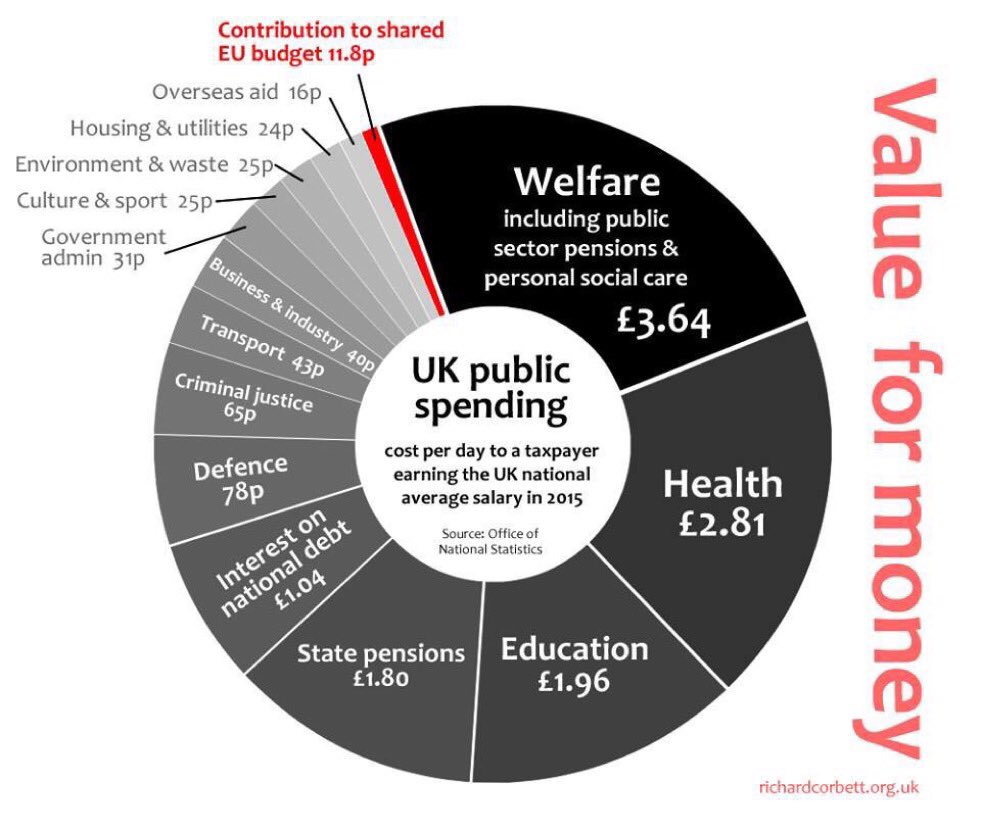 Contribution to shared
EU budget 11.8p
Overseas aid 16p
Housing & utilities 24p
Environment & waste 25p
Culture & sport 25p
Government
admin 31p
Business & industry 40p
Transport 43p
Criminal justice
65p
Defence
78p
Interest on
national debt
£1.04
State pensions
£1.80
Education
£1.96
Health
£2.81
Welfare
including public
sector pensions &
personal social care
£3.64
UK public
spending
cost per day to a taxpayer
earning the UK national
average salary in 2015
Source: Office of
National Statistics
Value for money
richardcorbett.org.uk